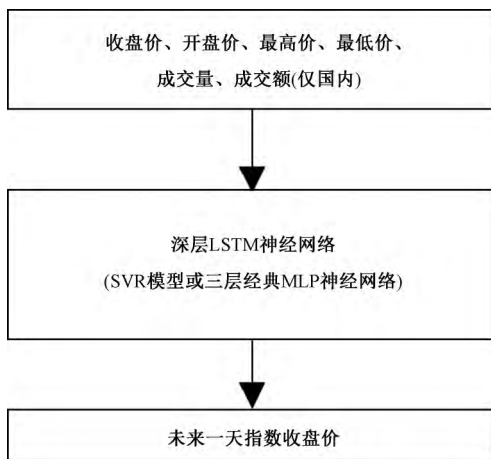 收盘价、开盘价、最高价、最低价、
成交量、成交额(仅国内)
深层LSTM神经网络
(SVR模型或三层经典MLP神经网络)
未来一天指数收盘价